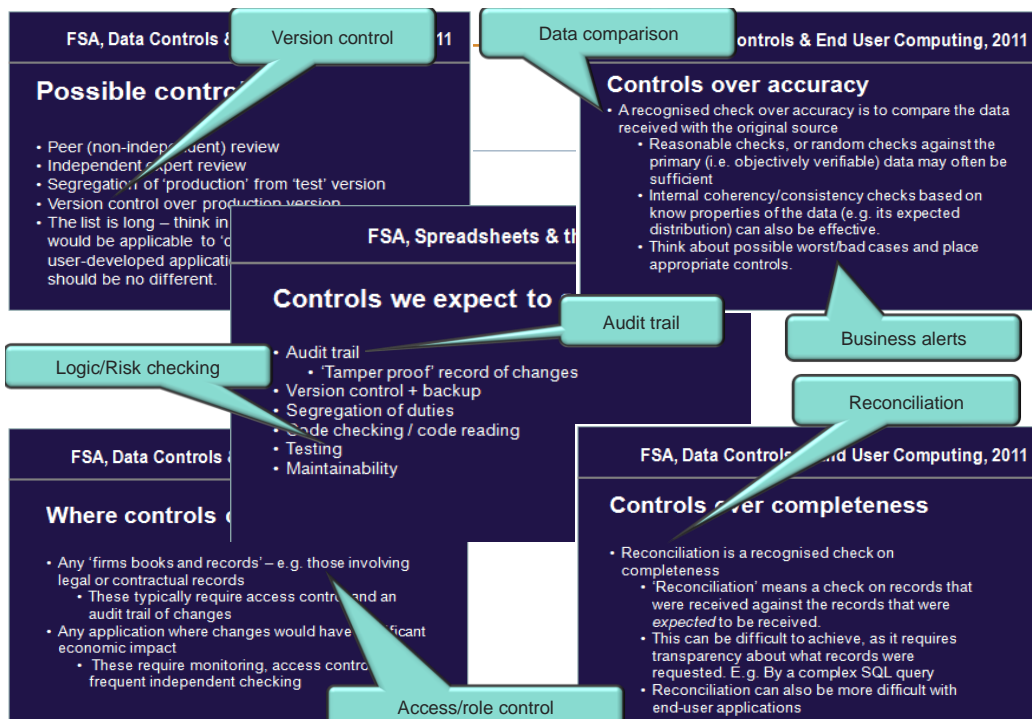 FSA, Data Controls &
Version control
11
Possible contro
• Peer (non-independent) review
• Independent expert review
• Segregation of ‘production’ from ‘test’ version
• Version control over production version
• The list is long – think in
would be applicable to ‘
user-developed applicatio
should be no different.
Data comparison
ontrols & End User Computing, 2011
Controls over accuracy
• A recognised check over accuracy is to compare the data
received with the original source
• Reasonable checks, or random checks against the
primary (i.e. objectively verifiable) data may often be
sufficient
• Internal coherency/consistency checks based on
know properties of the data (e.g. its expected
distribution) can also be effective.
• Think about possible worst/bad cases and place
appropriate controls.
Business alerts
FSA, Spreadsheets & th
Controls we expect to
Audit trail
• Audit trail
• ‘Tamper proof’ record of changes
• Version control + backup
• Segregation of duties
• Code checking / code reading
• Testing
• Maintainability
Logic/Risk checking
FSA, Data Controls &
Where controls
• Any ‘firms books and records’ – e.g. those involving
legal or contractual records
• These typically require access control and an
audit trail of changes
• Any application where changes would have significant
economic impact
• These require monitoring, access contro
frequent independent checking
Access/role control
Reconciliation
FSA, Data Controls & End User Computing, 2011
Controls over completeness
• Reconciliation is a recognised check on
completeness
• ‘Reconciliation’ means a check on records that
were received against the records that were
expected to be received.
• This can be difficult to achieve, as it requires
transparency about what records were
requested. E.g. By a complex SQL query
• Reconciliation can also be more difficult with
end-user applications